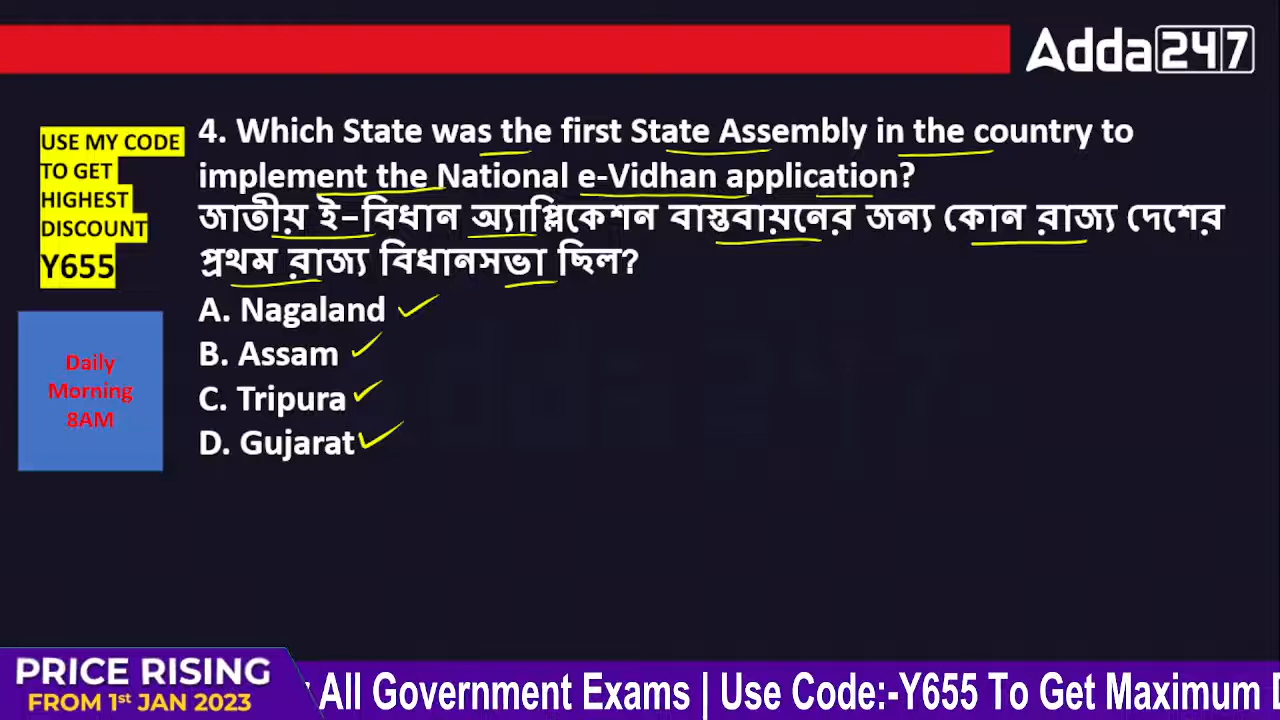 Adda247
USE MY CODE
TO GET
HIGHEST
DISCOUNT
Y655
4. Which State was the first State Assembly in the country to
implement the National e-Vidhan application?
জাতীয় ই-বিধান অ্যাপ্লিকেশন বাস্তবায়নের জন্য কোন রাজ্য দেশের
প্রথম রাজ্য বিধানসভা ছিল?
A. Nagaland
B. Assam
C. Tripura
D. Gujarat
Daily
Morning
8AM
PRICE RISING
FROM 1st JAN 2023
All Government Exams | Use Code:-Y655 To Get Maximum